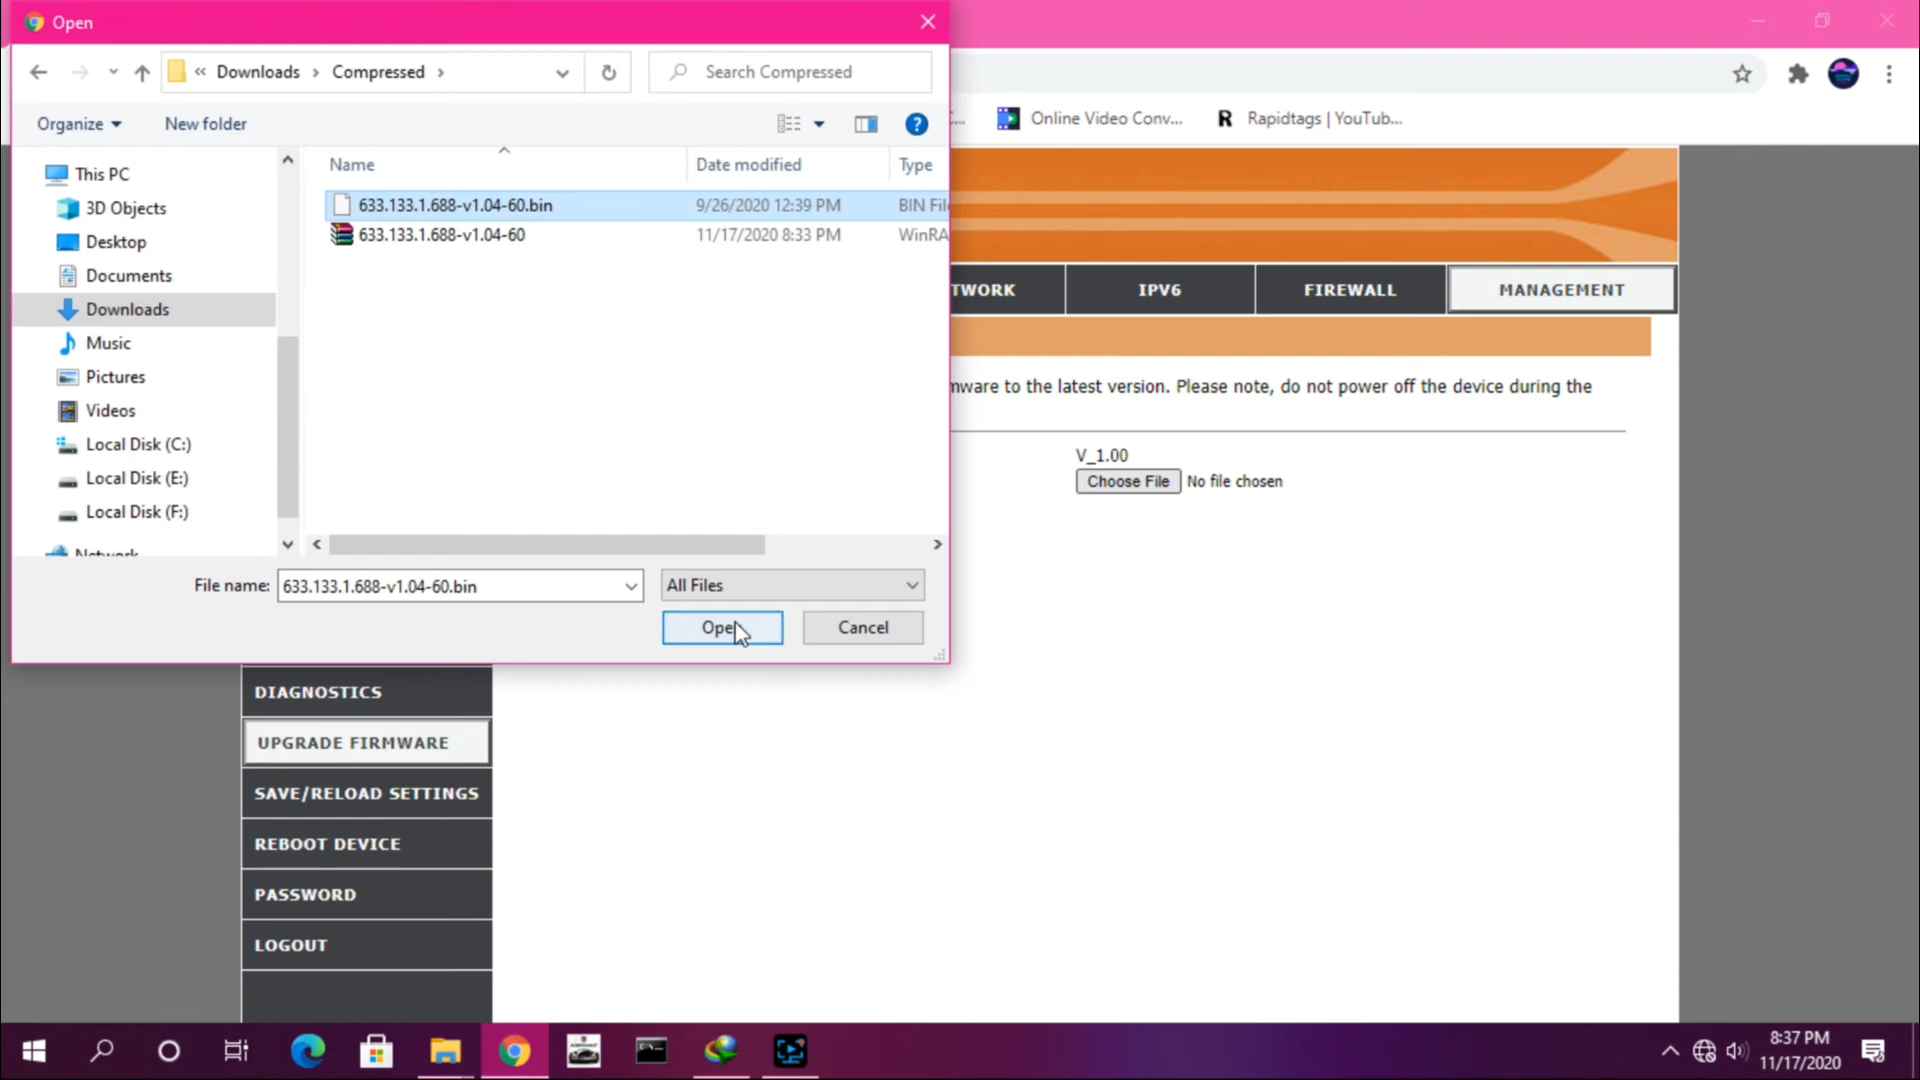 Open
« Downloads › Compressed ›
Search Compressed
Organize
New folder
Online Video Conv...
R Rapidtags | YouTub...
Name
Date modified
Type
This PC
3D Objects
Desktop
Documents
Downloads
Music
Pictures
Videos
Local Disk (C:)
Local Disk (E:)
Local Disk (F:)
Network
633.133.1.688-v1.04-60.bin
9/26/2020 12:39 PM
BIN Fil
633.133.1.688-v1.04-60
11/17/2020 8:33 PM
WinRA
File name:
633.133.1.688-v1.04-60.bin
All Files
Open
Cancel
TWORK
IPV6
FIREWALL
MANAGEMENT
mware to the latest version. Please note, do not power off the device during the
V_1.00
Choose File
No file chosen
DIAGNOSTICS
UPGRADE FIRMWARE
SAVE/RELOAD SETTINGS
REBOOT DEVICE
PASSWORD
LOGOUT
8:37 PM
11/17/2020